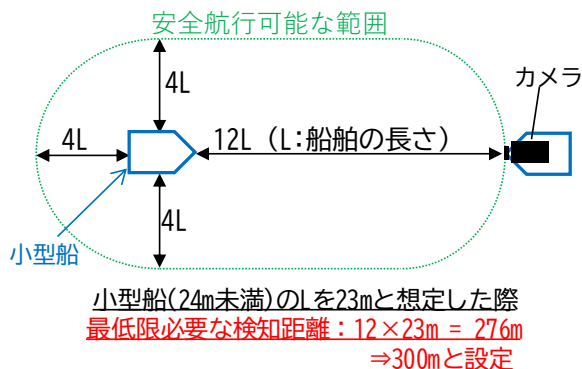 安全航行可能な範囲
カメラ
4L
4L
12L（L：船舶の長さ）
4L
小型船
小型船(24m未満)のLを23mと想定した際
最低限必要な検知距離：12×23m = 276m
⇒300mと設定